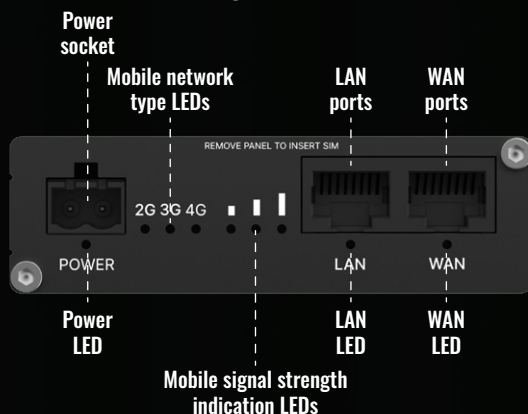 Power
socket
Mobile network
type LEDs
LAN
ports
WAN
ports
REMOVE PANEL TO INSERT SIM
2G 3G 4G
POWER
LAN
WAN
Power
LED
LAN
LED
WAN
LED
Mobile signal strength
indication LEDs